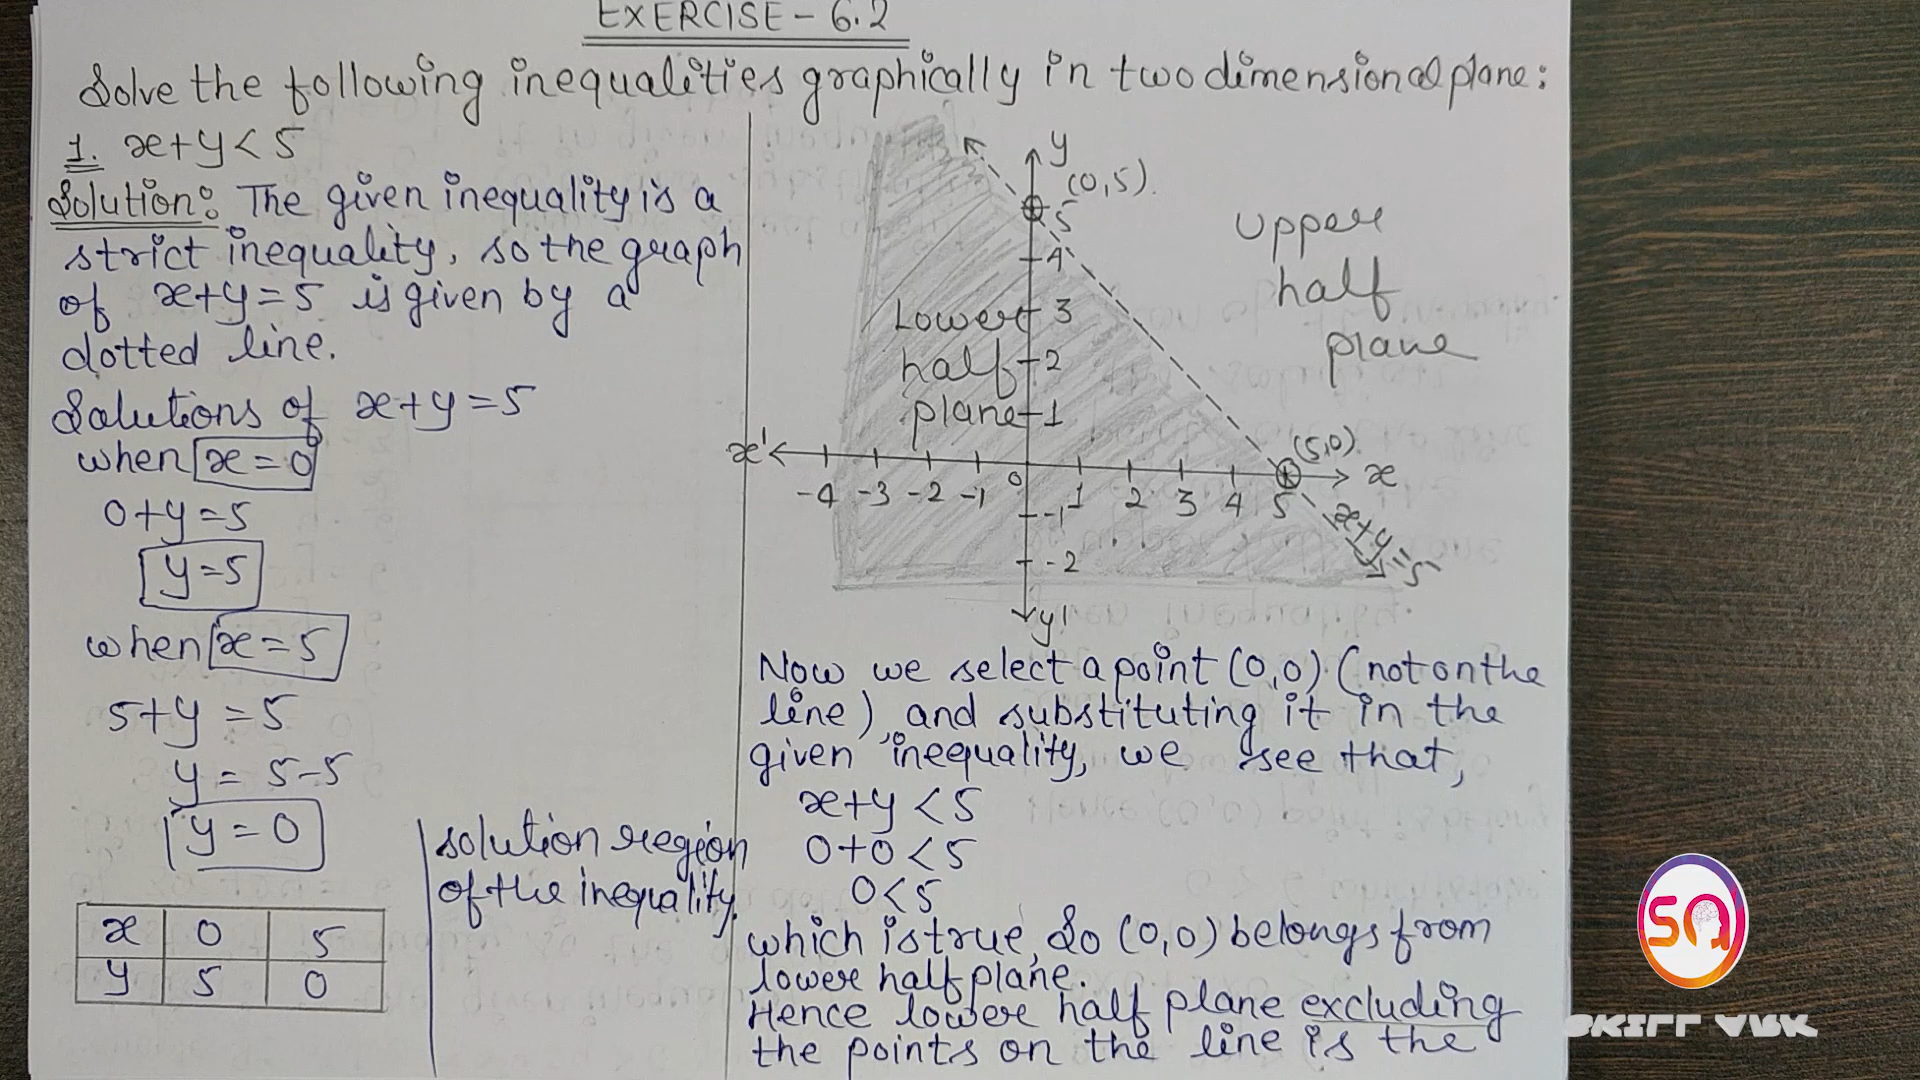 EXERCISE - 6.2
Solve the following inequalities graphically in two dimensional plane:
1. x+y<5
Solution: The given inequality is a
strict inequality, so the graph
of x+y=5 is given by a
dotted line.
Solutions of x+y=5
when x=0
0+y=5
y=5
when x=5
5+y=5
y=5-5
y=0
x 0 5
y 5 0
y
(0,5).
5
4
3
2
1
Lower
half
plane
upper
half
plane
x'
-4 -3 -2 -1 0 1 2 3 4 5
(5,0).
x
x+y=5
-1
-2
y'
Now we select a point (0,0) (not on the
line), and substituting it in the
given inequality, we see that,
x+y<5
0+0<5
0<5
which is true, So (0,0) belongs from
lower half plane.
Hence lower half plane excluding
the points on the line is the
solution region
of the inequality.
SKILL